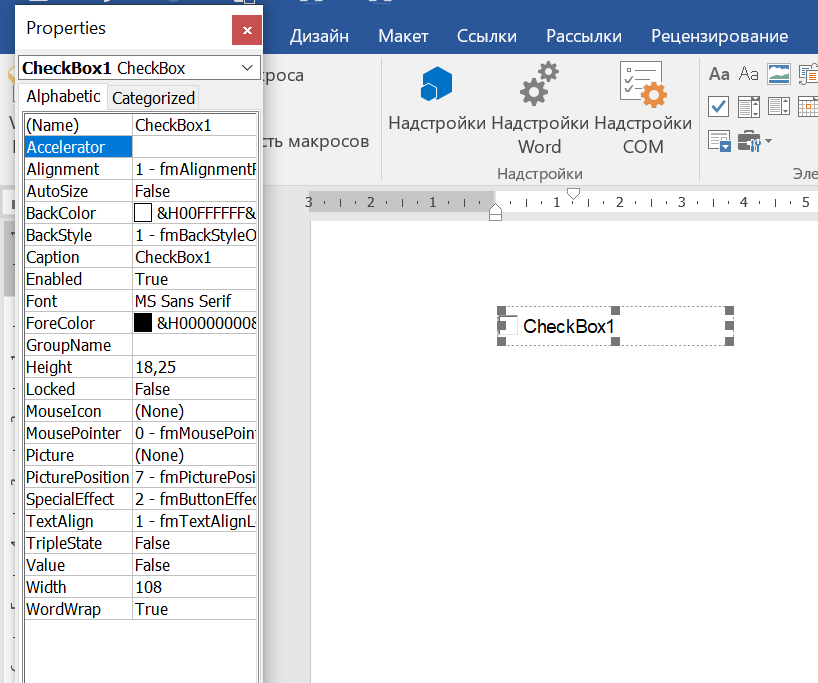 Properties
x
CheckBox1 CheckBox
Alphabetic
Categorized
(Name) CheckBox1
Accelerator
Alignment 1 - fmAlignmentR
AutoSize False
BackColor &H00FFFFFF&
BackStyle 1 - fmBackStyleO
Caption CheckBox1
Enabled True
Font MS Sans Serif
ForeColor &H00000000&
GroupName
Height 18,25
Locked False
MouseIcon (None)
MousePointer 0 - fmMousePoint
Picture (None)
PicturePosition 7 - fmPicturePosi
SpecialEffect 2 - fmButtonEffec
TextAlign 1 - fmTextAlignL
TripleState False
Value False
Width 108
WordWrap True
Дизайн Макет Ссылки Рассылки Рецензирование
кроса
сть макросов
Надстройки
Надстройки
Word
Надстройки
COM
Надстройки
Aa Aa
Эле
3 2 1 1 2 3 4 5
CheckBox1